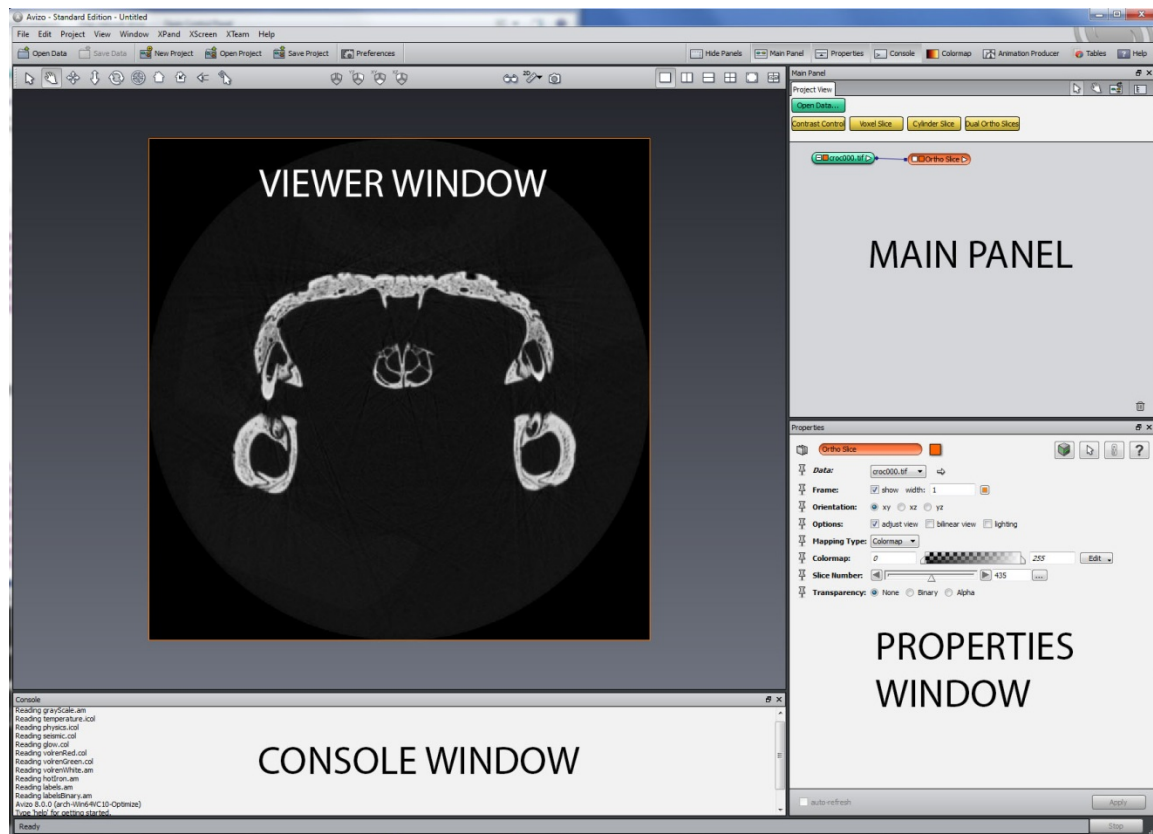 Avizo - Standard Edition - Untitled
File Edit Project View Window XPand XScreen XTeam Help
Open Data Save Data New Project Open Project Save Project Preferences Hide Panels Main Panel Properties Console Colormap Animation Producer Tables Help
2D
Main Panel
Project View
Open Data...
Contrast Control Voxel Slice Cylinder Slice Dual Ortho Slices
croc000.tif Ortho Slice
VIEWER WINDOW
MAIN PANEL
Properties
Ortho Slice
?
Data: croc000.tif
Frame: show width: 1
Orientation: xy xz yz
Options: adjust view bilinear view lighting
Mapping Type: Colormap
Colormap: 0 255 Edit
Slice Number: 435 ...
Transparency: None Binary Alpha
PROPERTIES
WINDOW
auto-refresh Apply
Console
Reading grayScale.am
Reading temperature.icol
Reading physics.icol
Reading seismic.col
Reading glow.col
Reading volrenRed.col
Reading volrenGreen.col
Reading volrenWhite.am
Reading hotIron.am
Reading labels.am
Reading labelsBinary.am
Avizo 8.0.0 (arch-Win64VC10-Optimize)
Type 'help' for getting started.
CONSOLE WINDOW
Ready Stop